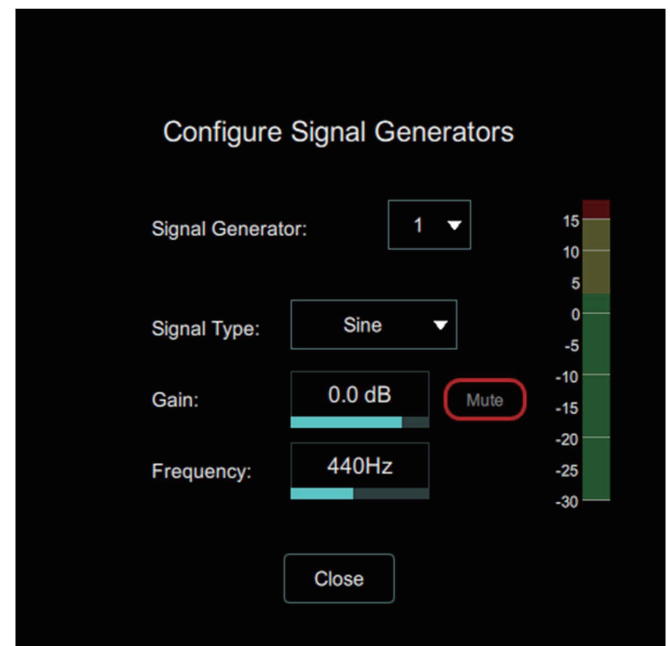 Configure Signal Generators
Signal Generator:
1
Signal Type:
Sine
Gain:
0.0 dB
Mute
Frequency:
440Hz
Close
15
10
5
0
-5
-10
-15
-20
-25
-30